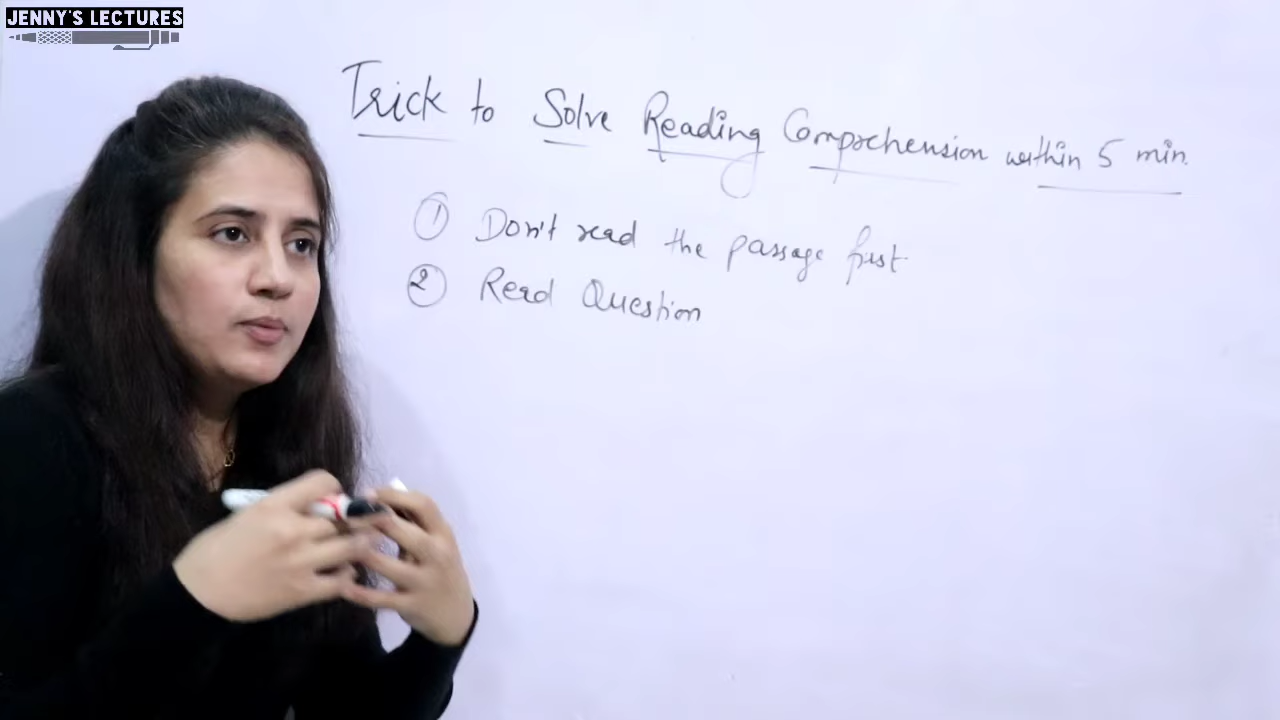 JENNY'S LECTURES
Trick to Solve Reading Comprehension within 5 min.
1 Don't read the passage first.
2 Read Question